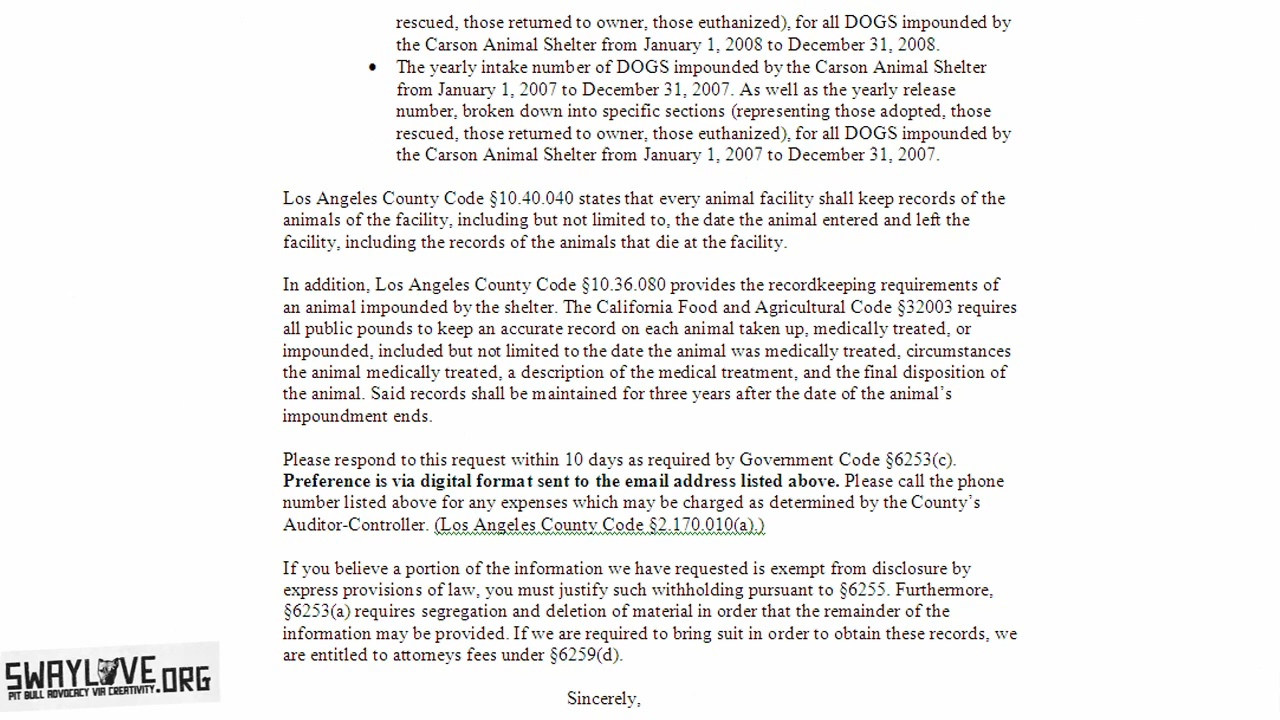 rescued, those returned to owner, those euthanized), for all DOGS impounded by
the Carson Animal Shelter from January 1, 2008 to December 31, 2008.
• The yearly intake number of DOGS impounded by the Carson Animal Shelter
from January 1, 2007 to December 31, 2007. As well as the yearly release
number, broken down into specific sections (representing those adopted, those
rescued, those returned to owner, those euthanized), for all DOGS impounded by
the Carson Animal Shelter from January 1, 2007 to December 31, 2007.
Los Angeles County Code §10.40.040 states that every animal facility shall keep records of the
animals of the facility, including but not limited to, the date the animal entered and left the
facility, including the records of the animals that die at the facility.
In addition, Los Angeles County Code §10.36.080 provides the recordkeeping requirements of
an animal impounded by the shelter. The California Food and Agricultural Code §32003 requires
all public pounds to keep an accurate record on each animal taken up, medically treated, or
impounded, included but not limited to the date the animal was medically treated, circumstances
the animal medically treated, a description of the medical treatment, and the final disposition of
the animal. Said records shall be maintained for three years after the date of the animal's
impoundment ends.
Please respond to this request within 10 days as required by Government Code §6253(c).
Preference is via digital format sent to the email address listed above. Please call the phone
number listed above for any expenses which may be charged as determined by the County's
Auditor-Controller. (Los Angeles County Code §2.170.010(a).)
If you believe a portion of the information we have requested is exempt from disclosure by
express provisions of law, you must justify such withholding pursuant to §6255. Furthermore,
§6253(a) requires segregation and deletion of material in order that the remainder of the
information may be provided. If we are required to bring suit in order to obtain these records, we
are entitled to attorneys fees under §6259(d).
Sincerely,
SWAYLOVE.ORG
PIT BULL ADVOCACY VIA CREATIVITY.